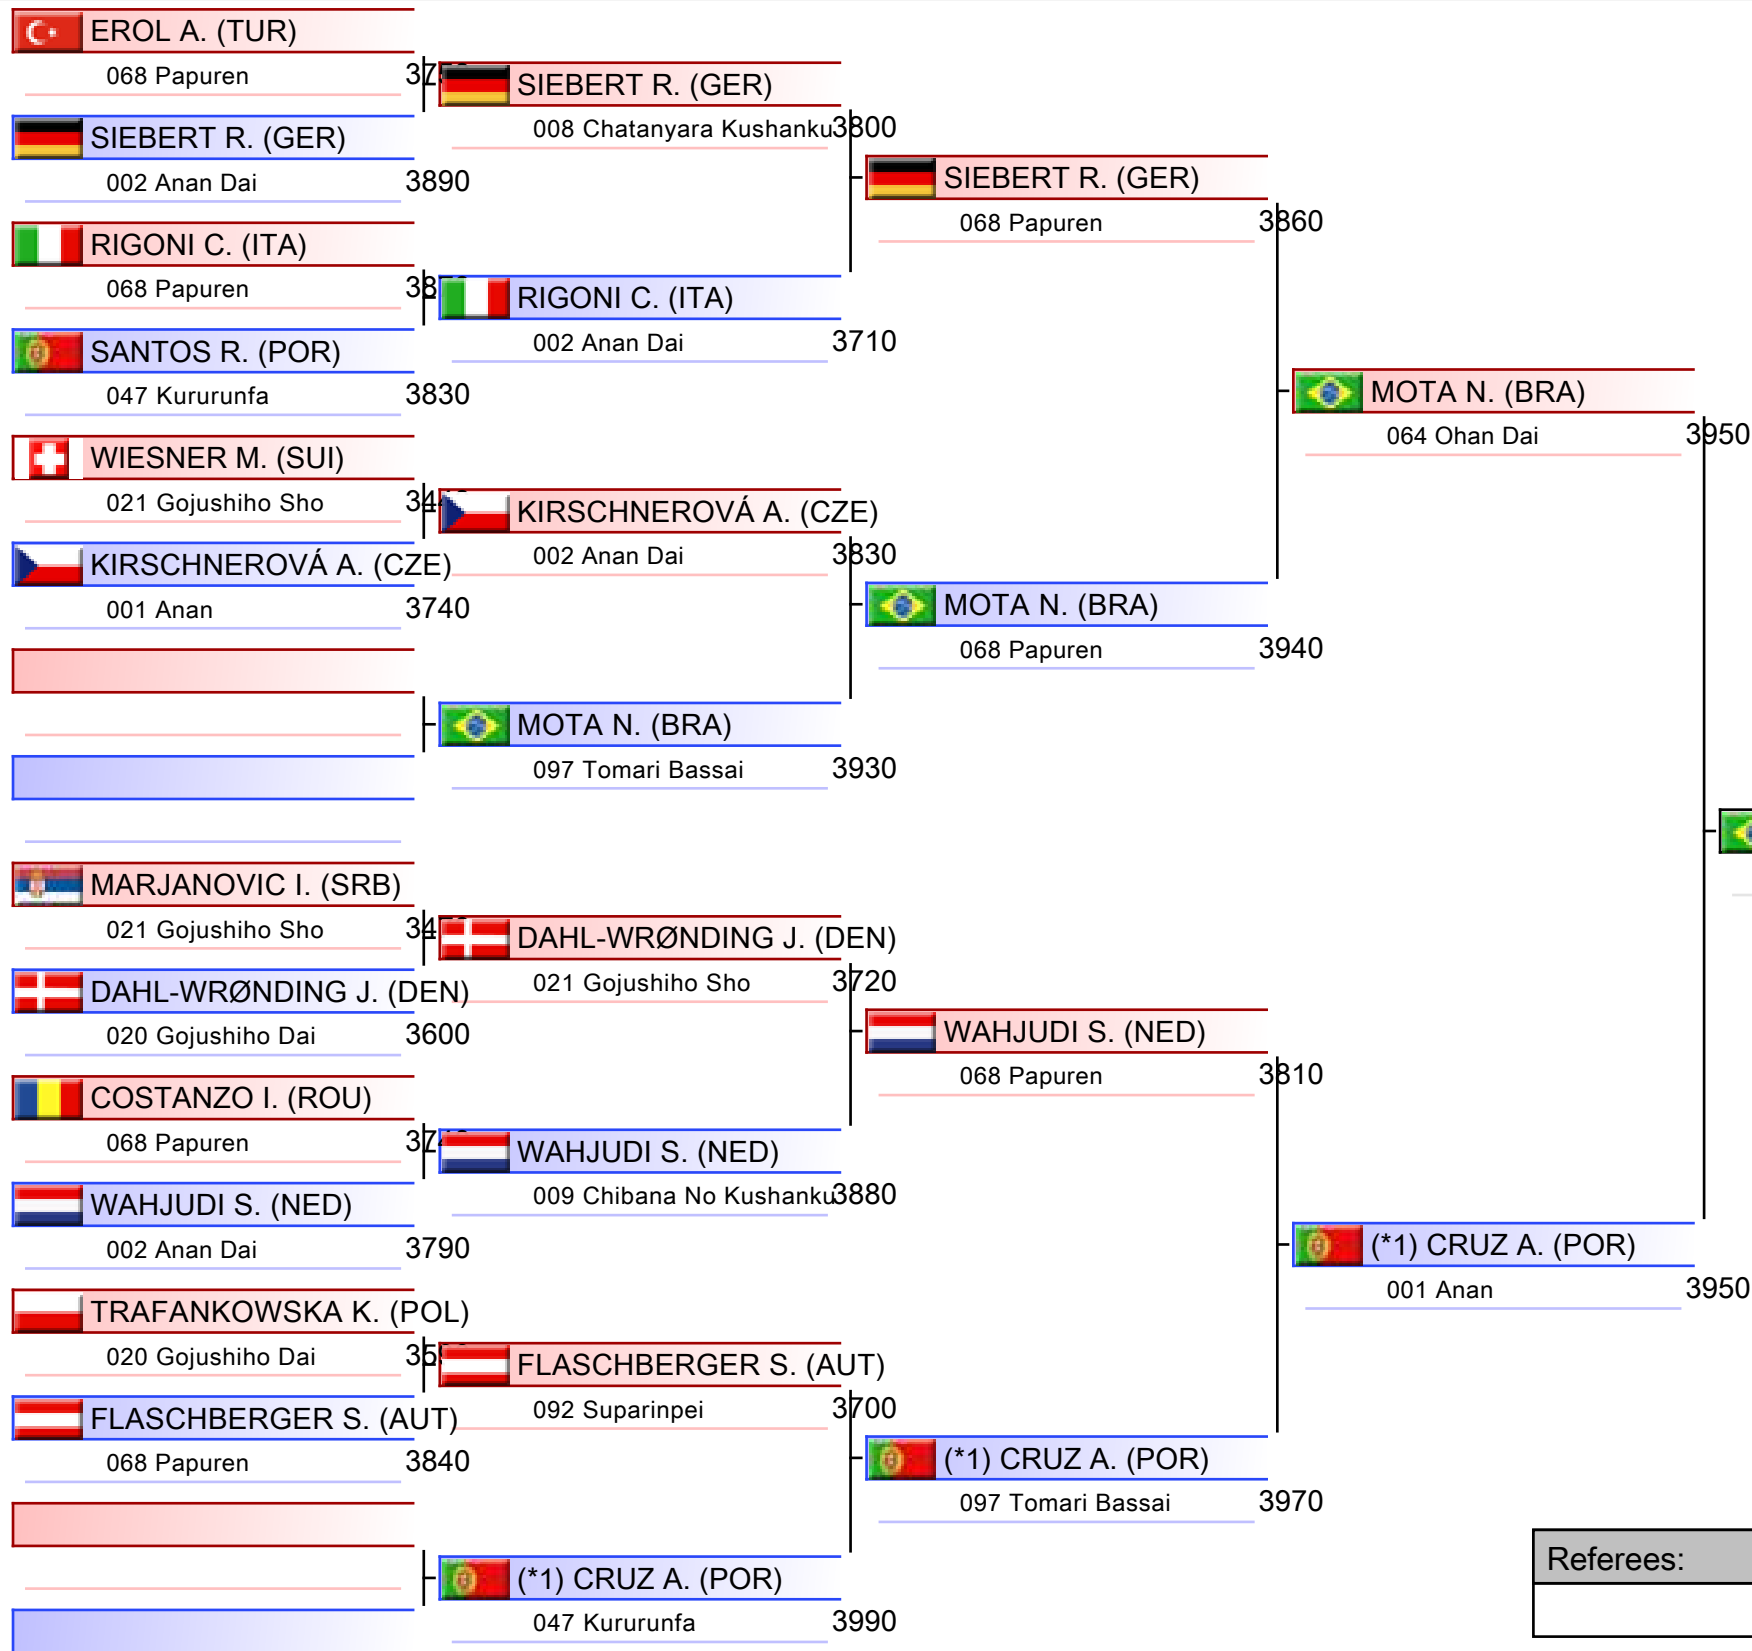 EROL A. (TUR)
068 Papuren
SIEBERT R. (GER)
002 Anan Dai 3890
RIGONI C. (ITA)
068 Papuren
SANTOS R. (POR)
047 Kururunfa 3830
WIESNER M. (SUI)
021 Gojushiho Sho
KIRSCHNEROVÁ A. (CZE)
001 Anan 3740
MARJANOVIC I. (SRB)
021 Gojushiho Sho
DAHL-WRØNDING J. (DEN)
020 Gojushiho Dai 3600
COSTANZO I. (ROU)
068 Papuren
WAHJUDI S. (NED)
002 Anan Dai 3790
TRAFANKOWSKA K. (POL)
020 Gojushiho Dai
FLASCHBERGER S. (AUT)
068 Papuren 3840
SIEBERT R. (GER)
008 Chatanyara Kushanku 3800
RIGONI C. (ITA)
002 Anan Dai 3710
KIRSCHNEROVÁ A. (CZE)
002 Anan Dai 3830
MOTA N. (BRA)
097 Tomari Bassai 3930
DAHL-WRØNDING J. (DEN)
021 Gojushiho Sho 3720
WAHJUDI S. (NED)
009 Chibana No Kushanku 3880
FLASCHBERGER S. (AUT)
092 Suparinpei 3700
(*1) CRUZ A. (POR)
047 Kururunfa 3990
SIEBERT R. (GER)
068 Papuren 3860
MOTA N. (BRA)
068 Papuren 3940
WAHJUDI S. (NED)
068 Papuren 3810
(*1) CRUZ A. (POR)
097 Tomari Bassai 3970
MOTA N. (BRA)
064 Ohan Dai 3950
(*1) CRUZ A. (POR)
001 Anan 3950
Referees: